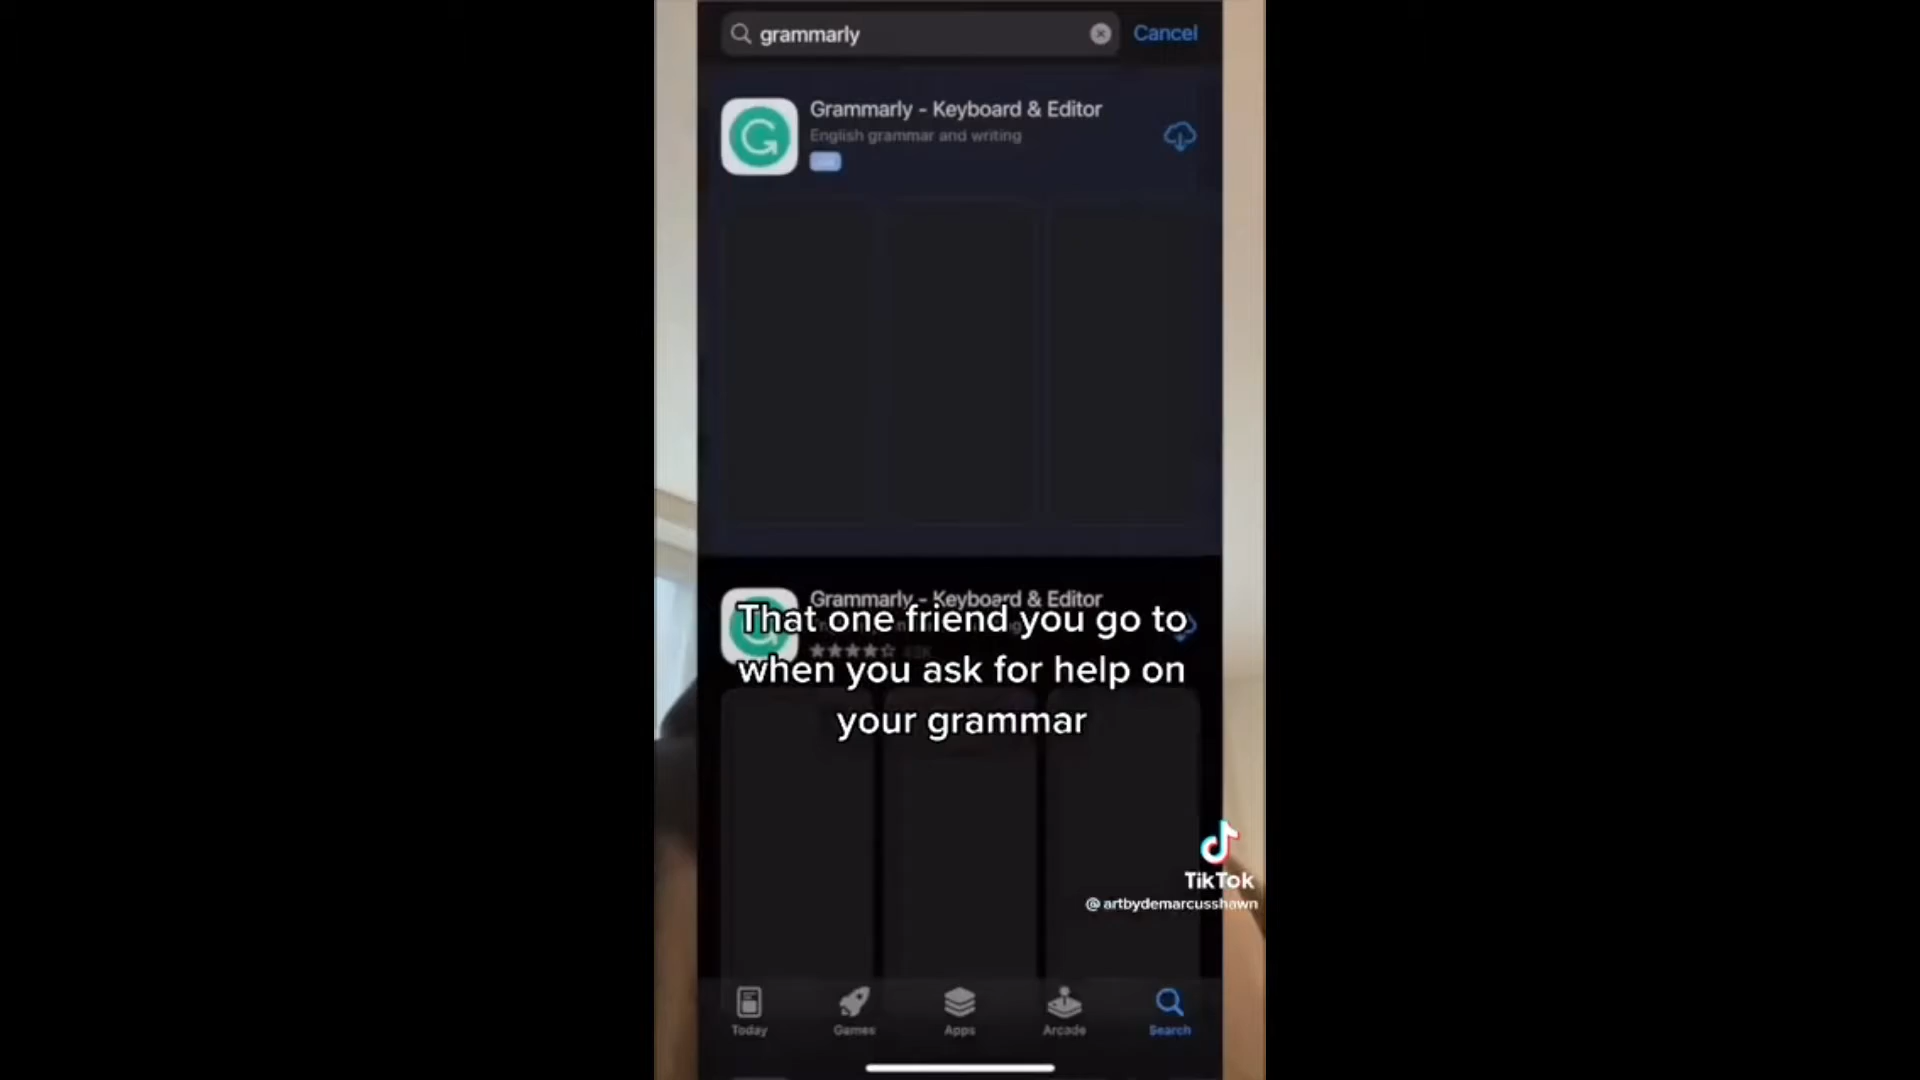 grammarly
Cancel
Grammarly - Keyboard & Editor
English grammar and writing
Grammarly - Keyboard & Editor
That one friend you go to
when you ask for help on
your grammar
TikTok
@artbydemarcusshawn
Today
Games
Apps
Arcade
Search